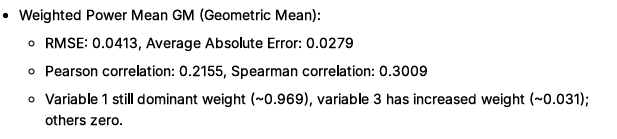 • Weighted Power Mean GM (Geometric Mean):
○ RMSE: 0.0413, Average Absolute Error: 0.0279
○ Pearson correlation: 0.2155, Spearman correlation: 0.3009
○ Variable 1 still dominant weight (~0.969), variable 3 has increased weight (~0.031);
others zero.